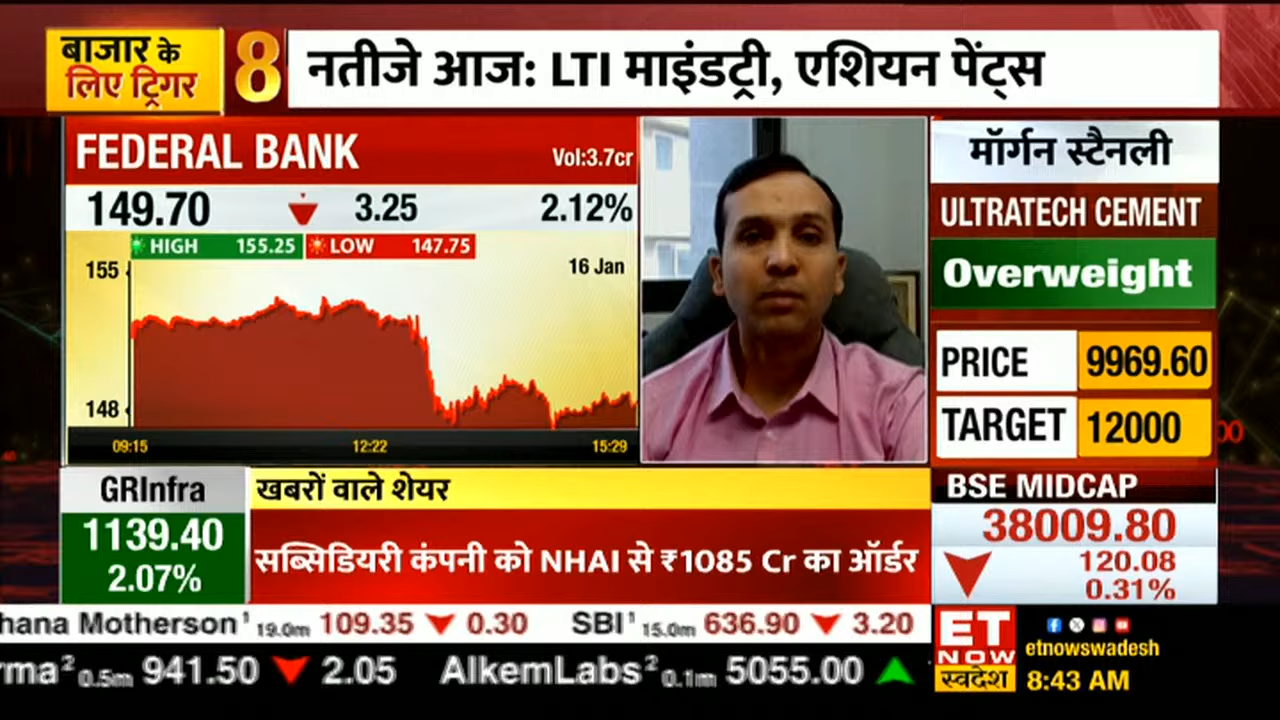 बाजार के
लिए ट्रिगर
8
नतीजे आज: LTI माइंडट्री, एशियन पेंट्स
FEDERAL BANK
Vol:3.7cr
149.70 3.25 2.12%
HIGH 155.25 LOW 147.75
16 Jan
155
148
09:15 12:22 15:29
मॉर्गन स्टैनली
ULTRATECH CEMENT
Overweight
PRICE 9969.60
TARGET 12000
GRInfra
1139.40
2.07%
खबरों वाले शेयर
सब्सिडियरी कंपनी को NHAI से ₹1085 Cr का ऑर्डर
BSE MIDCAP
38009.80
120.08
0.31%
hana Motherson¹ 19.0m 109.35 0.30 SBI¹ 15.0m 636.90 3.20
rma² 0.5m 941.50 2.05 AlkemLabs² 0.1m 5055.00
ET
NOW
स्वदेश
etnowswadesh
8:43 AM